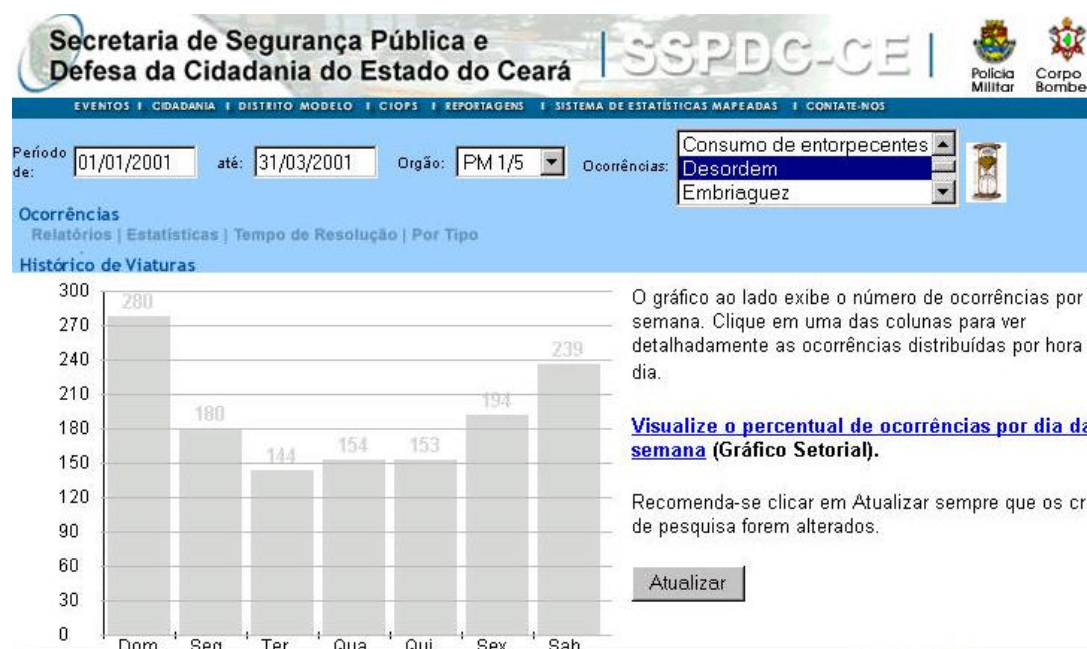 Secretaria de Segurança Pública e
Defesa da Cidadania do Estado do Ceará
| SSPDC-CE |
Polícia
Militar
Corpo
Bombe
EVENTOS | CIDADANIA | DISTRITO MODELO | CIOPS | REPORTAGENS | SISTEMA DE ESTATÍSTICAS MAPEADAS | CONTATE-NOS
Período
de:
01/01/2001
até:
31/03/2001
Orgão:
PM 1/5
Ocorrências:
Consumo de entorpecentes
Desordem
Embriaguez
Ocorrências
Relatórios | Estatísticas | Tempo de Resolução | Por Tipo
Histórico de Viaturas
300
270
240
210
180
150
120
90
60
30
0
280
180
144
154
153
194
239
Dom
Seg
Ter
Qua
Qui
Sex
Sab
O gráfico ao lado exibe o número de ocorrências por
semana. Clique em uma das colunas para ver
detalhadamente as ocorrências distribuídas por hora
dia.
Visualize o percentual de ocorrências por dia da
semana (Gráfico Setorial).
Recomenda-se clicar em Atualizar sempre que os cr
de pesquisa forem alterados.
Atualizar